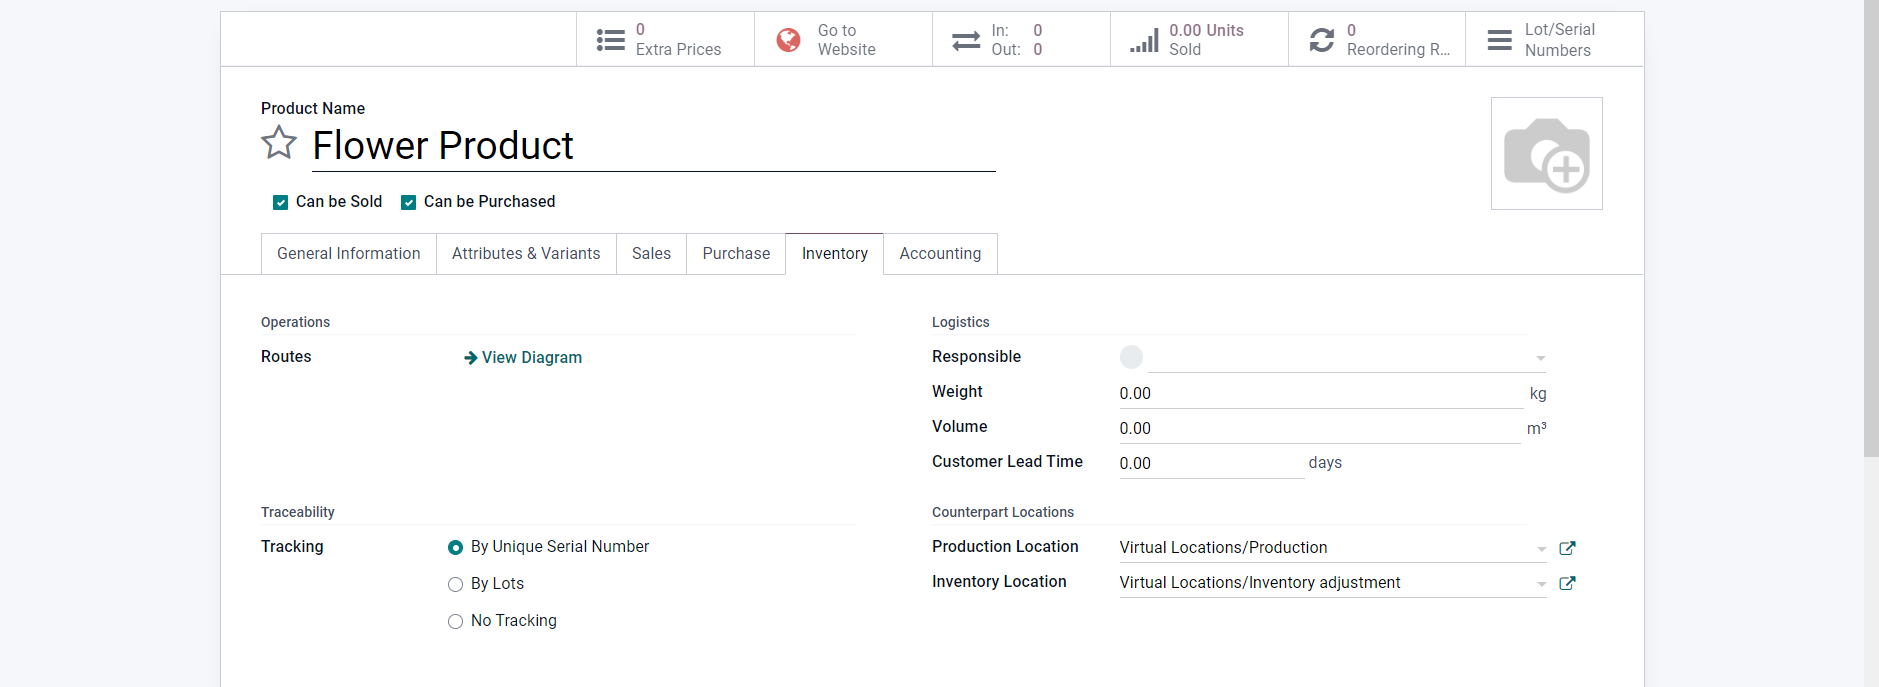 0
Extra Prices
Go to
Website
In: 0
Out: 0
0.00 Units
Sold
0
Reordering R...
Lot/Serial
Numbers
Product Name
Flower Product
Can be Sold Can be Purchased
General Information Attributes & Variants Sales Purchase Inventory Accounting
Operations
Routes View Diagram
Logistics
Responsible
Weight 0.00 kg
Volume 0.00 m³
Customer Lead Time 0.00 days
Traceability
Tracking By Unique Serial Number
By Lots
No Tracking
Counterpart Locations
Production Location Virtual Locations/Production
Inventory Location Virtual Locations/Inventory adjustment